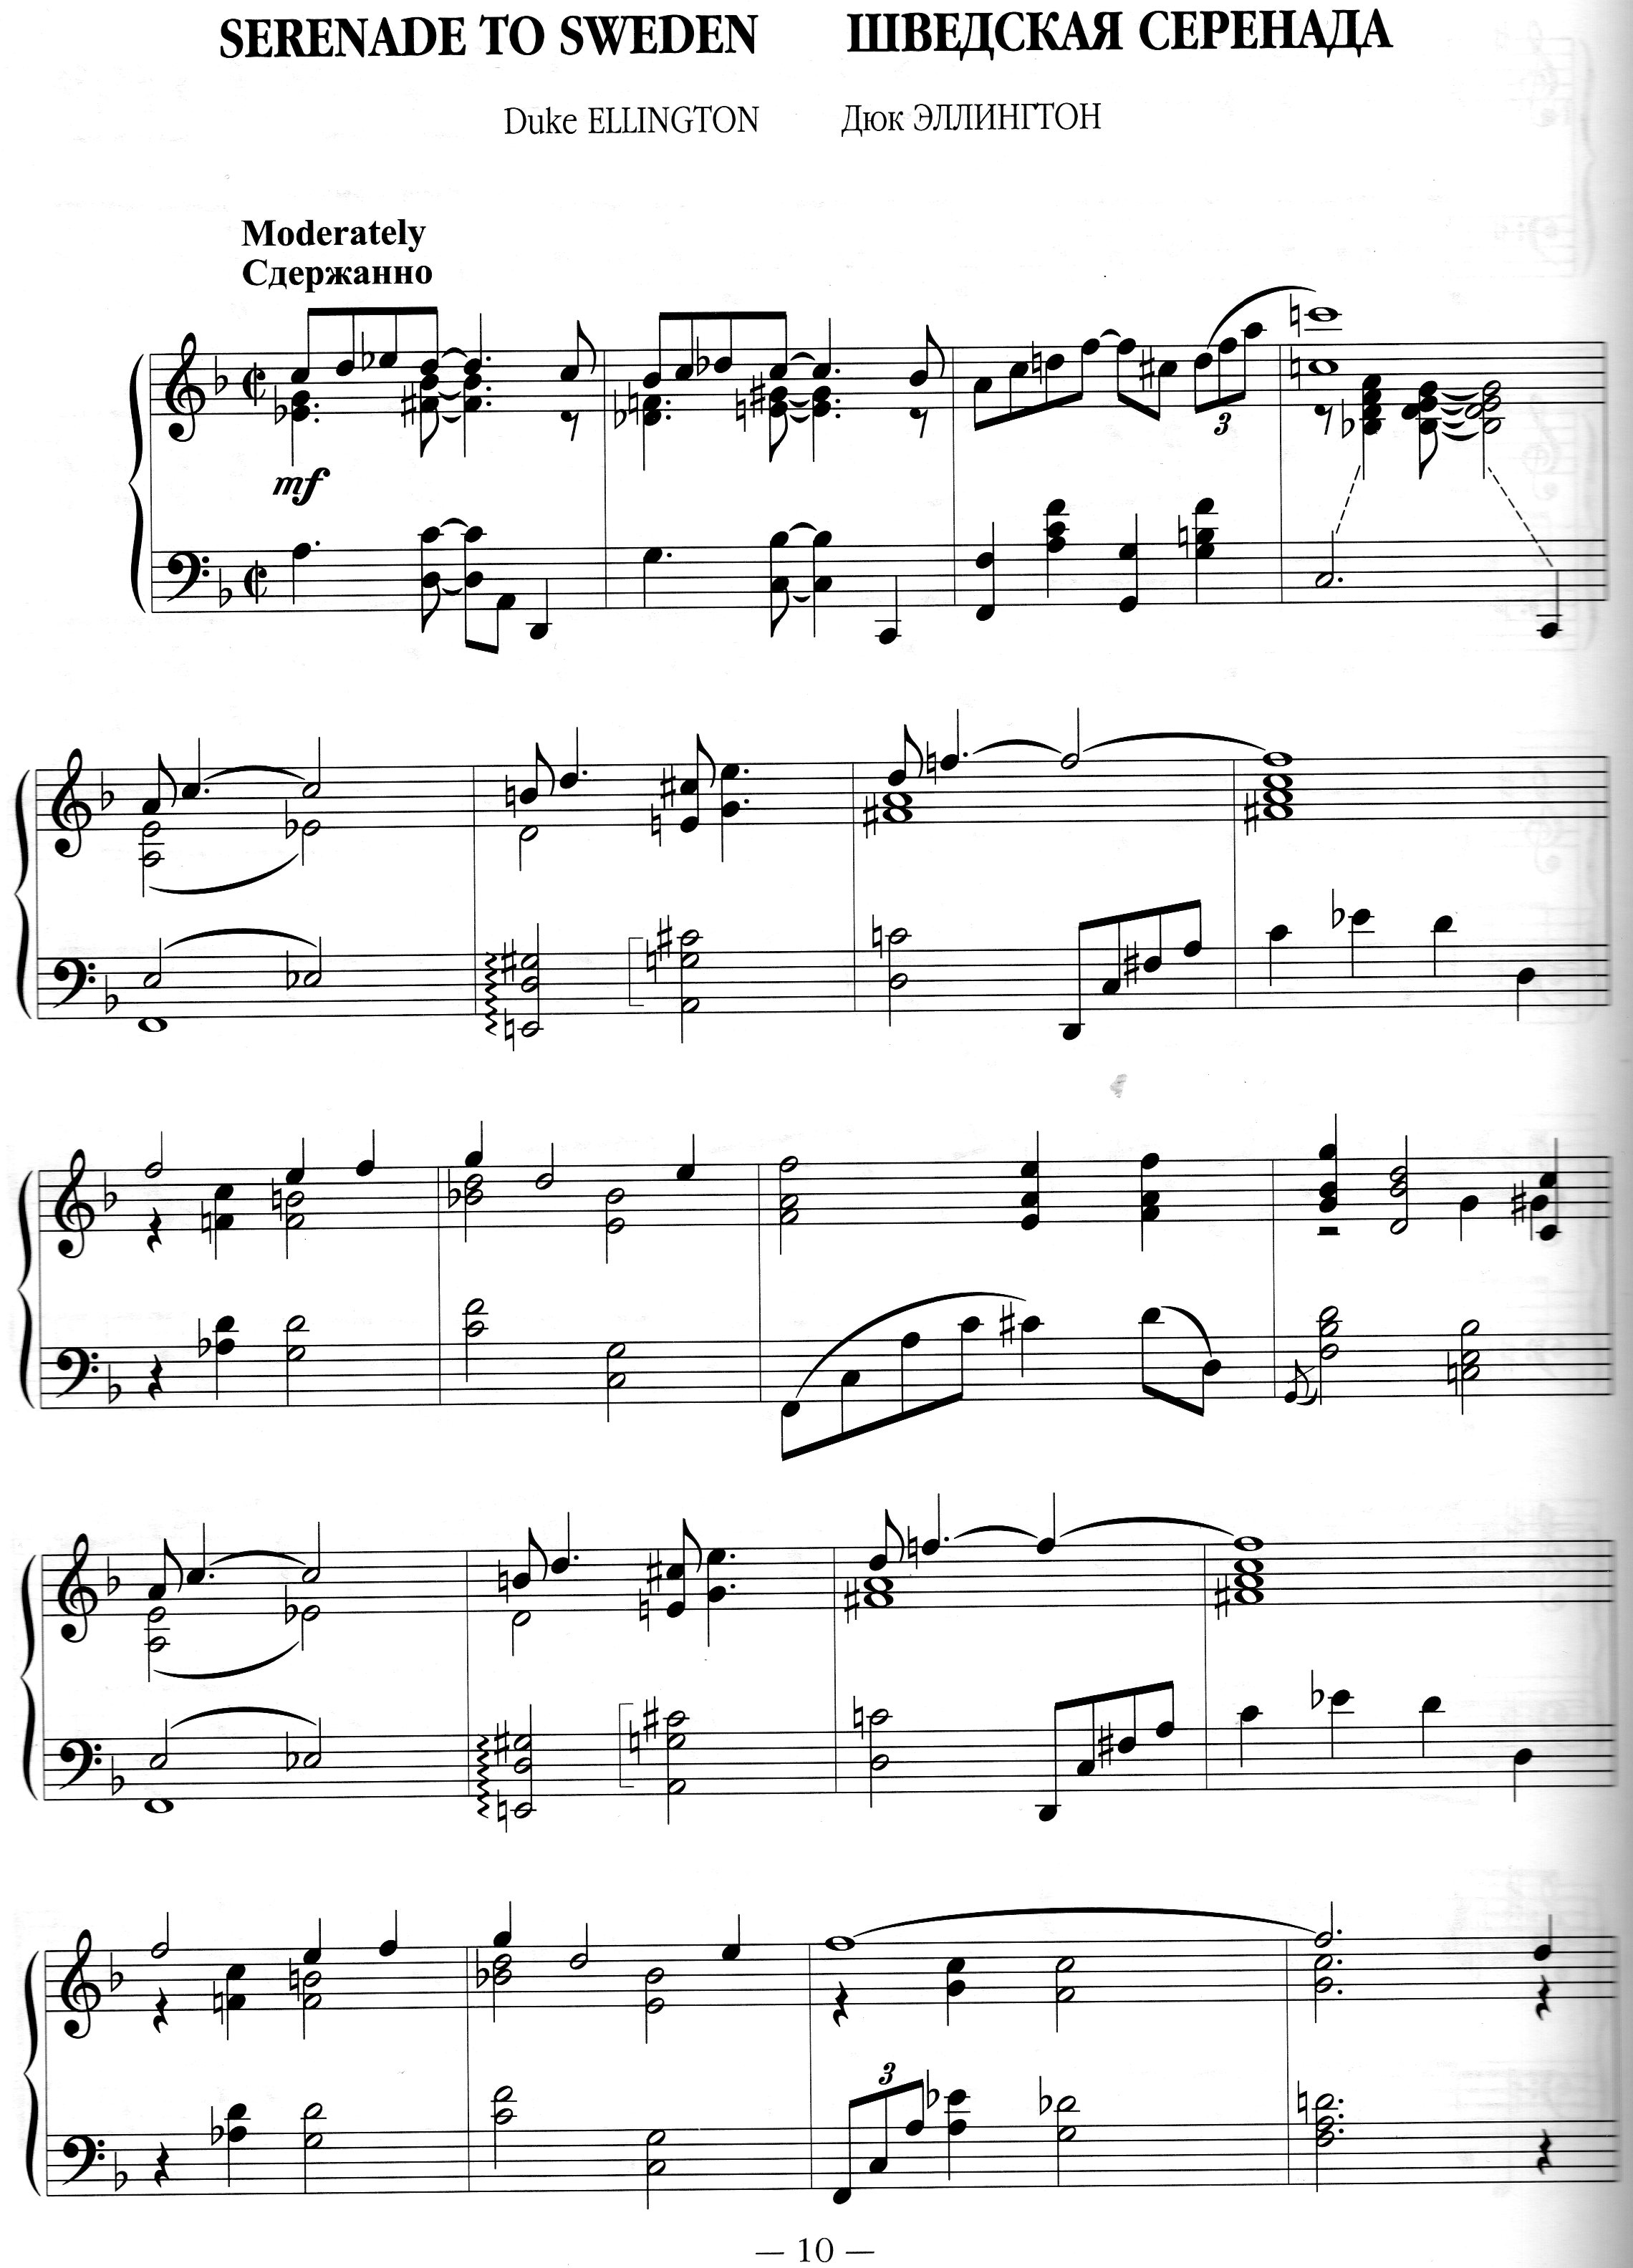 SERENADE TO SWEDEN ШВЕДСКАЯ СЕРЕНАДА
Duke ELLINGTON Дюк ЭЛЛИНГТОН
Moderately
Сдержанно
3
mf
3
— 10 —